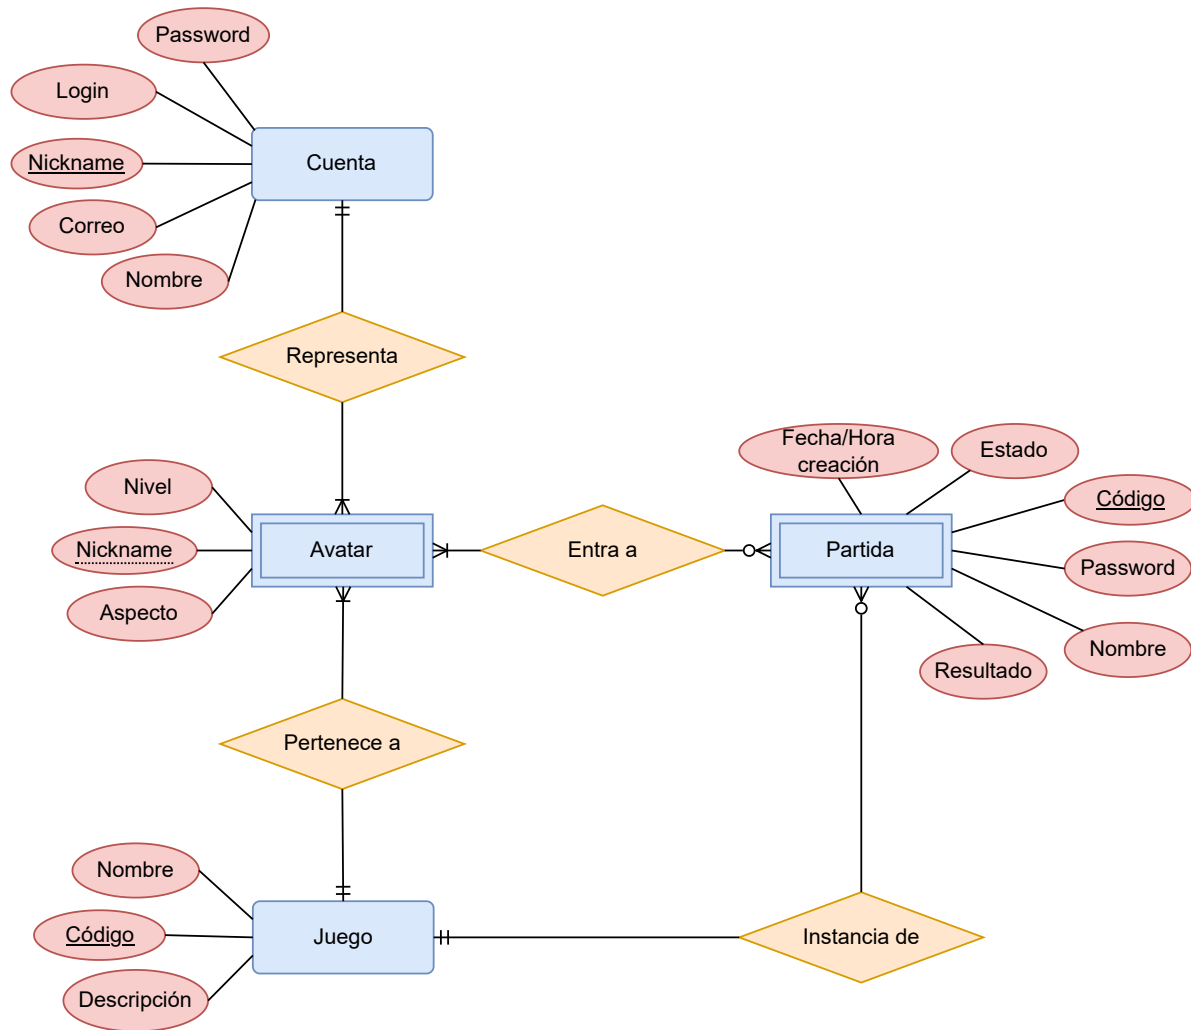 Password
Login
Nickname
Cuenta
Correo
Nombre
Representa
Fecha/Hora
creación
Estado
Nivel
Código
Nickname
Avatar
Entra a
Partida
Password
Aspecto
Nombre
Resultado
Pertenece a
Nombre
Código
Juego
Instancia de
Descripción